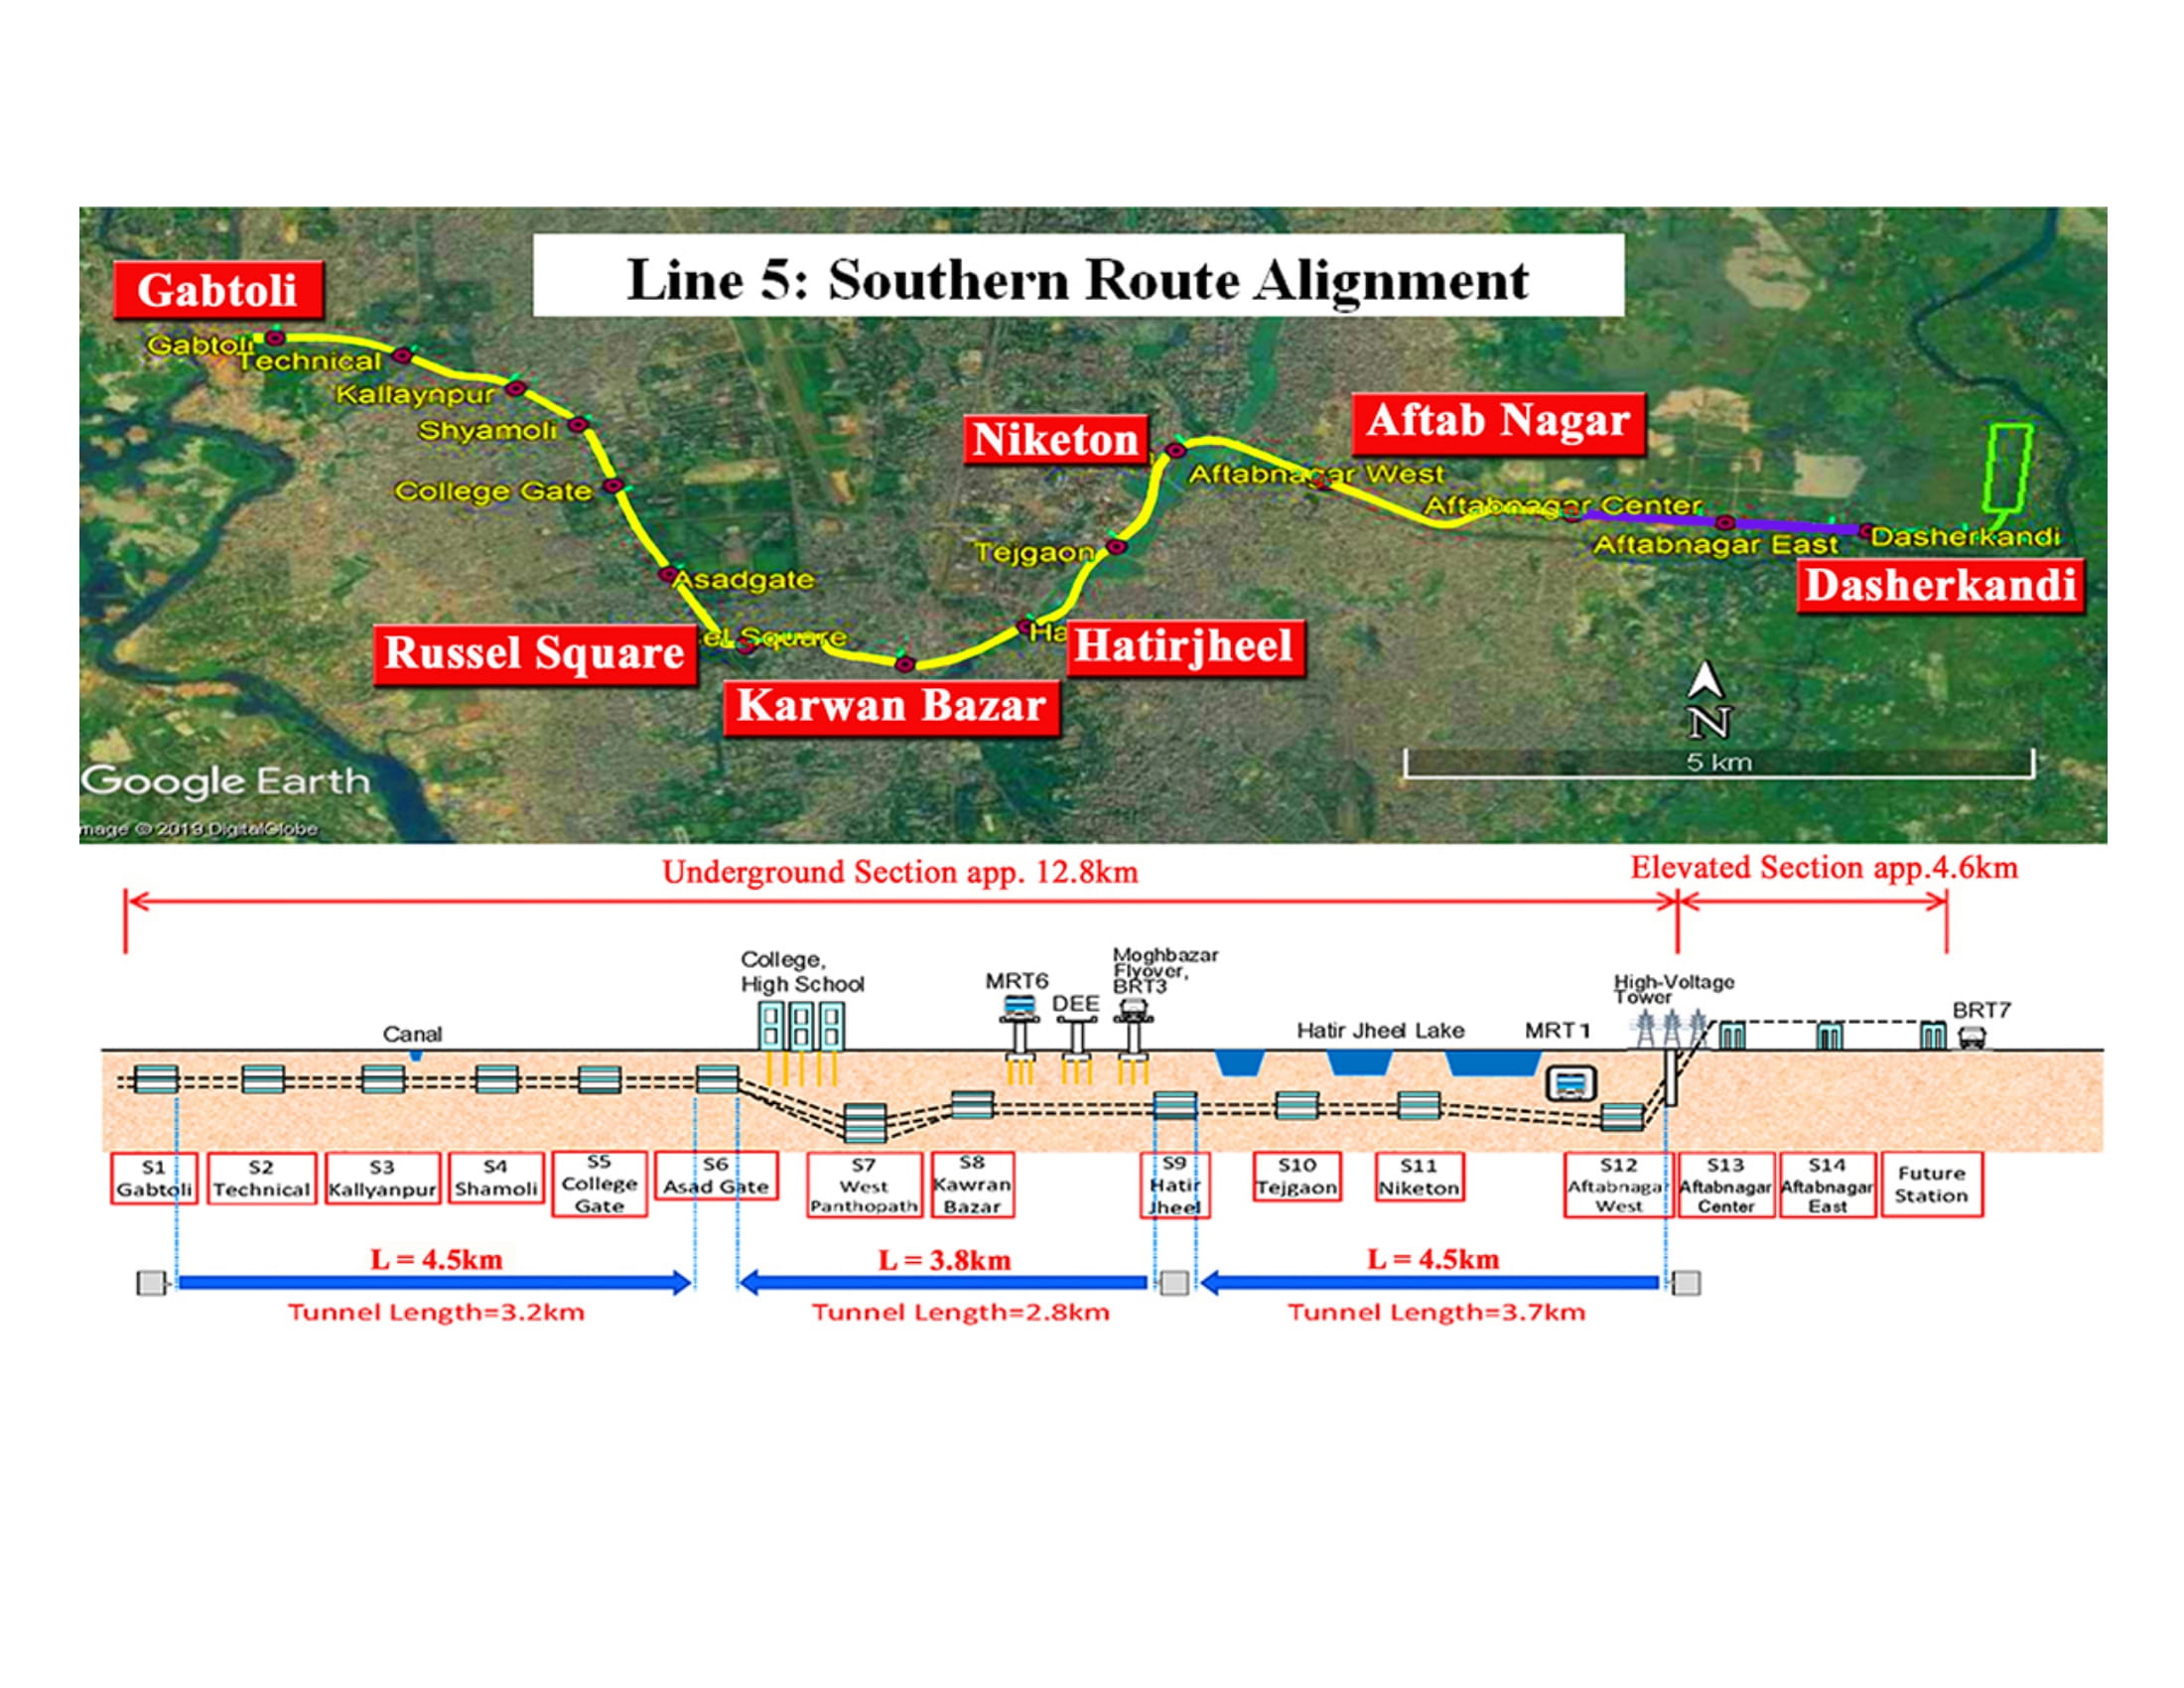 Line 5: Southern Route Alignment
Gabtoli
Gabtoli
Technical
Kallaynpur
Shyamoli
College Gate
Asadgate
Russel Square
el Square
Karwan Bazar
Ha
Hatirjheel
Tejgaon
Niketon
Aftab Nagar
Aftabnagar West
Aftabnagar Center
Aftabnagar East
Dasherkandi
Dasherkandi
N
5 km
Google Earth
mage © 2019 DigitalGlobe
Underground Section app. 12.8km
Elevated Section app.4.6km
Canal
College,
High School
MRT6
DEE
Moghbazar
Flyover,
BRT3
Hatir Jheel Lake
MRT1
High-Voltage
Tower
BRT7
S1
Gabtoli
S2
Technical
S3
Kallyanpur
S4
Shamoli
S5
College
Gate
S6
Asad Gate
S7
West
Panthopath
S8
Kawran
Bazar
S9
Hatir
Jheel
S10
Tejgaon
S11
Niketon
S12
Aftabnagar
West
S13
Aftabnagar
Center
S14
Aftabnagar
East
Future
Station
L = 4.5km
L = 3.8km
L = 4.5km
Tunnel Length=3.2km
Tunnel Length=2.8km
Tunnel Length=3.7km